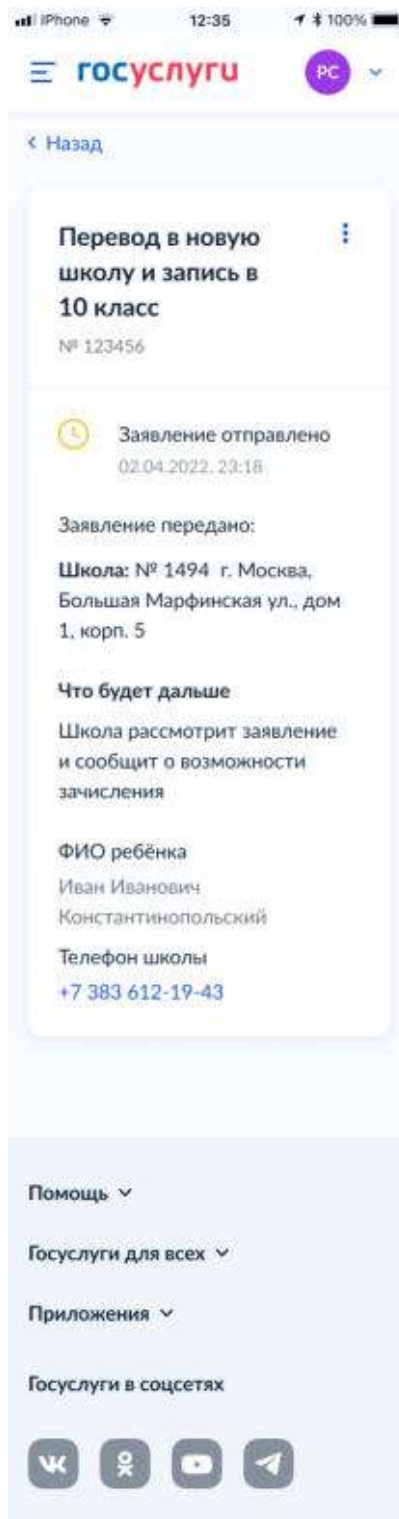 iPhone 12:35 100%
госуслуги РС
Назад
Перевод в новую
школу и запись в
10 класс
№ 123456
Заявление отправлено
02.04.2022, 23:18
Заявление передано:
Школа: № 1494 г. Москва,
Большая Марфинская ул., дом
1, корп. 5
Что будет дальше
Школа рассмотрит заявление
и сообщит о возможности
зачисления
ФИО ребёнка
Иван Иванович
Константинопольский
Телефон школы
+7 383 612-19-43
Помощь
Госуслуги для всех
Приложения
Госуслуги в соцсетях